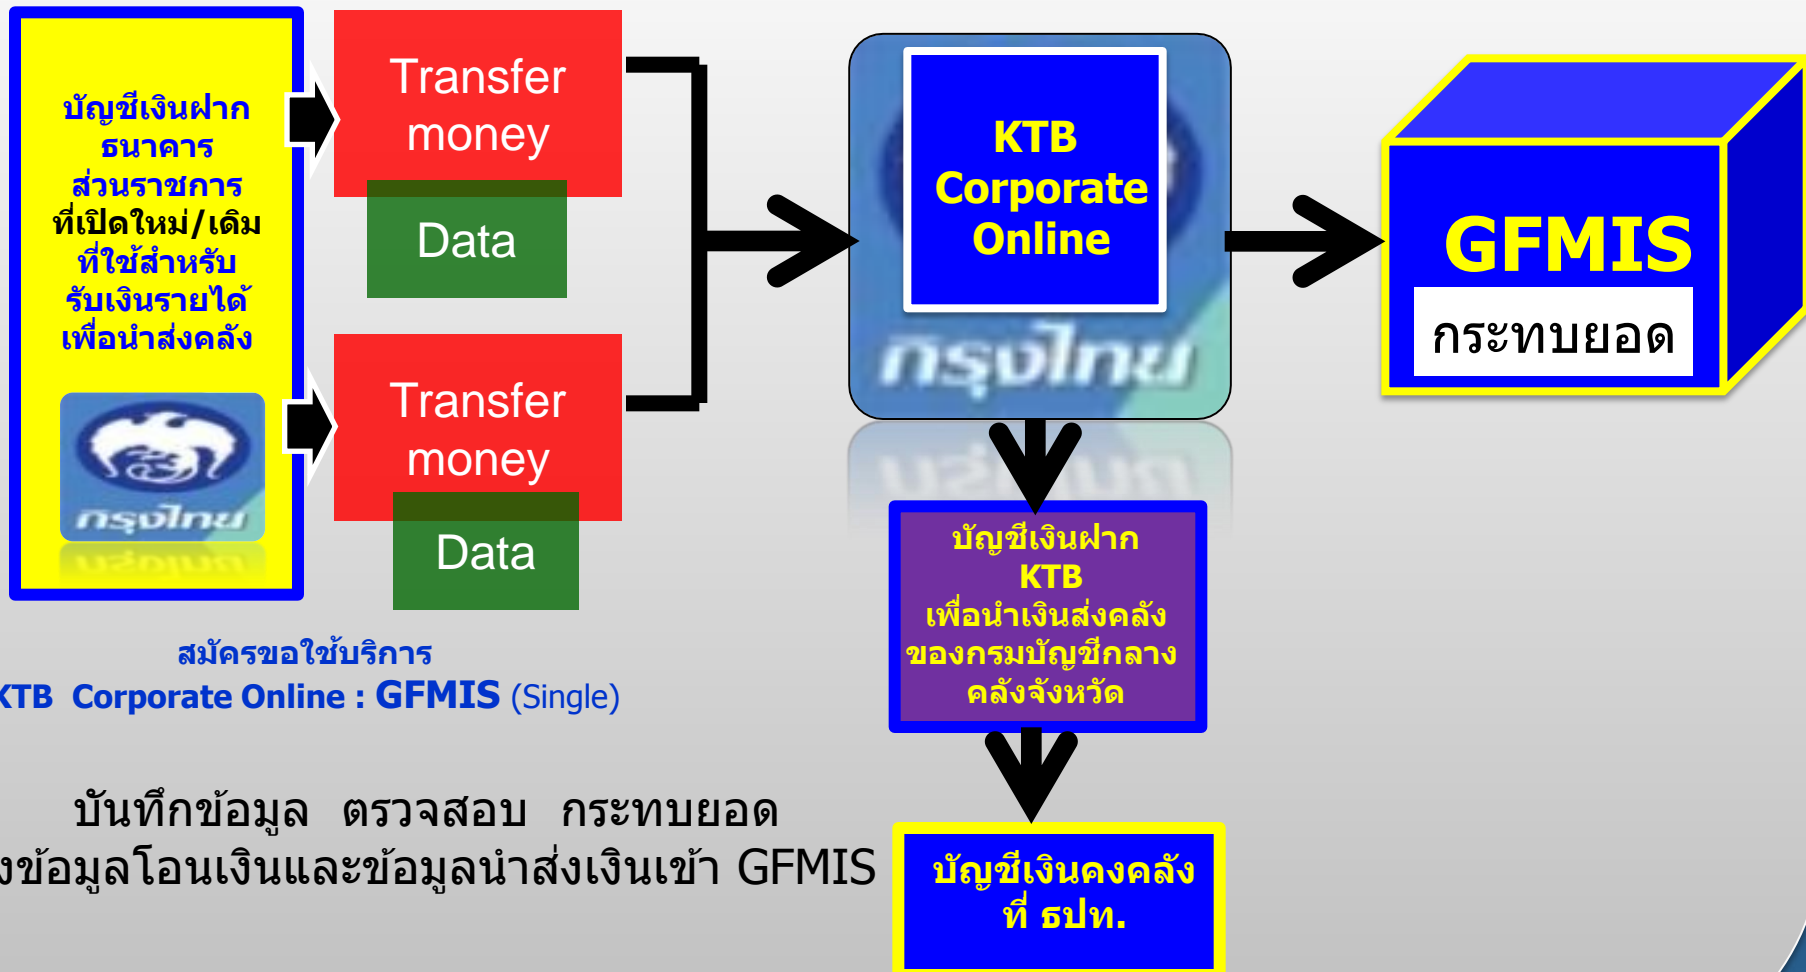 บัญชีเงินฝาก
ธนาคาร
ส่วนราชการ
ที่เปิดใหม่/เดิม
ที่ใช้สำหรับ
รับเงินรายได้
เพื่อนำส่งคลัง
กรุงไทย
Transfer
money
Data
Transfer
money
Data
KTB
Corporate
Online
กรุงไทย
GFMIS
กระทบยอด
บัญชีเงินฝาก
KTB
เพื่อนำเงินส่งคลัง
ของกรมบัญชีกลาง
คลังจังหวัด
บัญชีเงินคงคลัง
ที่ ธปท.
สมัครขอใช้บริการ
KTB Corporate Online : GFMIS (Single)
บันทึกข้อมูล ตรวจสอบ กระทบยอด
งข้อมูลโอนเงินและข้อมูลนำส่งเงินเข้า GFMIS